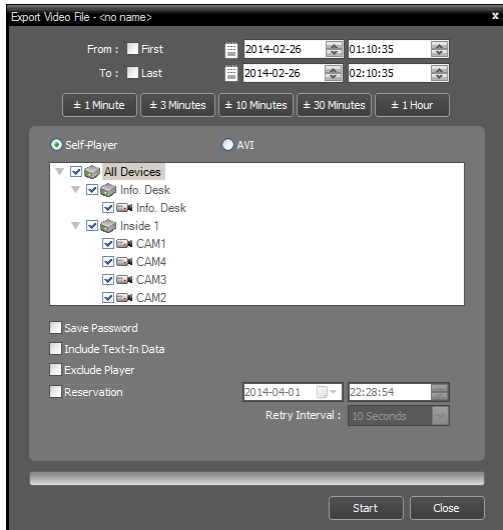 Export Video File - <no name> x
From : First 2014-02-26 01:10:35
To : Last 2014-02-26 02:10:35
± 1 Minute ± 3 Minutes ± 10 Minutes ± 30 Minutes ± 1 Hour
Self-Player AVI
All Devices
Info. Desk
Info. Desk
Inside 1
CAM1
CAM4
CAM3
CAM2
Save Password
Include Text-In Data
Exclude Player
Reservation 2014-04-01 22:28:54
Retry Interval : 10 Seconds
Start Close